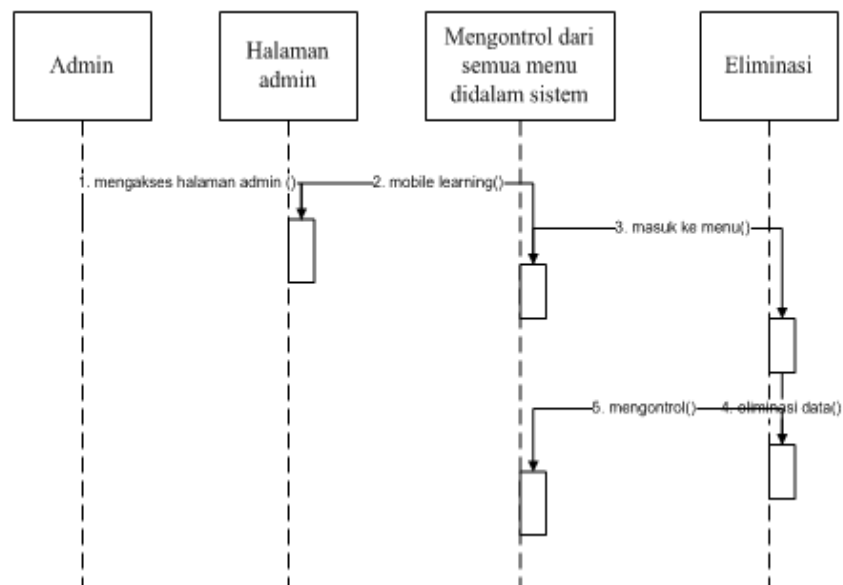 Admin
Halaman
admin
Mengontrol dari
semua menu
didalam sistem
Eliminasi
1. mengakses halaman admin ()
2. mobile learning()
3. masuk ke menu()
5. mengontrol()
4. eliminasi data()